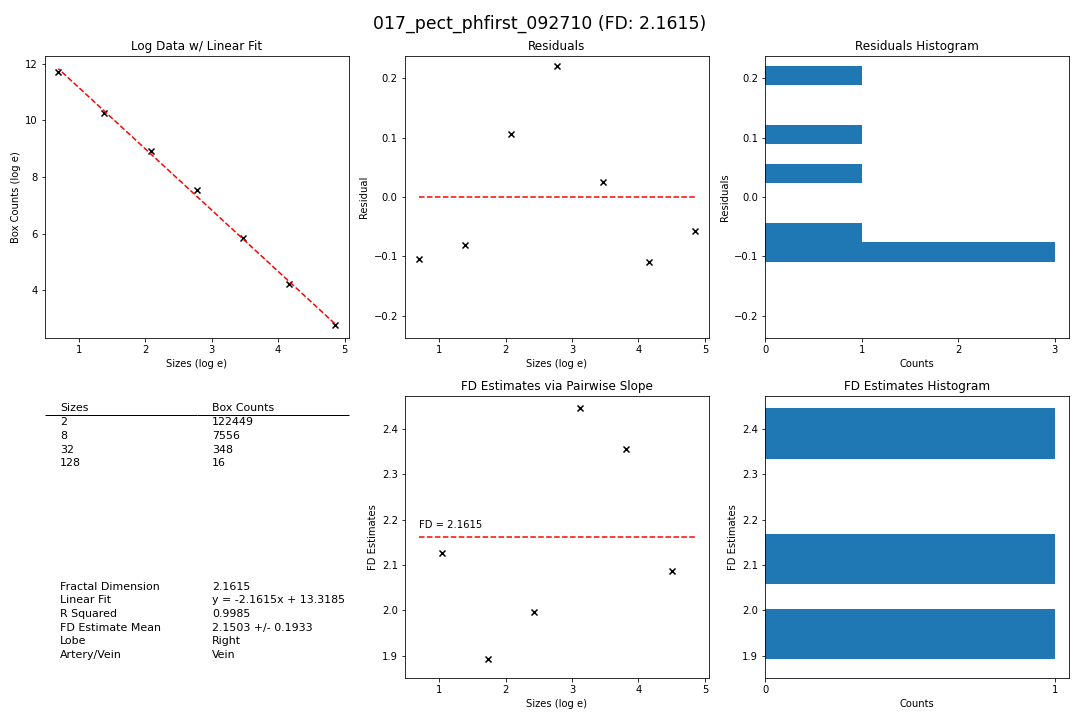 017_pect_phfirst_092710 (FD: 2.1615)
Log Data w/ Linear Fit
12
10
8
6
4
Box Counts (log e)
1 2 3 4 5
Sizes (log e)
Residuals
0.2
0.1
0.0
−0.1
−0.2
Residual
1 2 3 4 5
Sizes (log e)
Residuals Histogram
0.2
0.1
0.0
−0.1
−0.2
Residuals
0 1 2 3
Counts
Sizes Box Counts
2 122449
8 7556
32 348
128 16
Fractal Dimension 2.1615
Linear Fit y = -2.1615x + 13.3185
R Squared 0.9985
FD Estimate Mean 2.1503 +/- 0.1933
Lobe Right
Artery/Vein Vein
FD Estimates via Pairwise Slope
2.4
2.3
2.2
2.1
2.0
1.9
FD Estimates
FD = 2.1615
1 2 3 4 5
Sizes (log e)
FD Estimates Histogram
2.4
2.3
2.2
2.1
2.0
1.9
FD Estimates
0 1
Counts